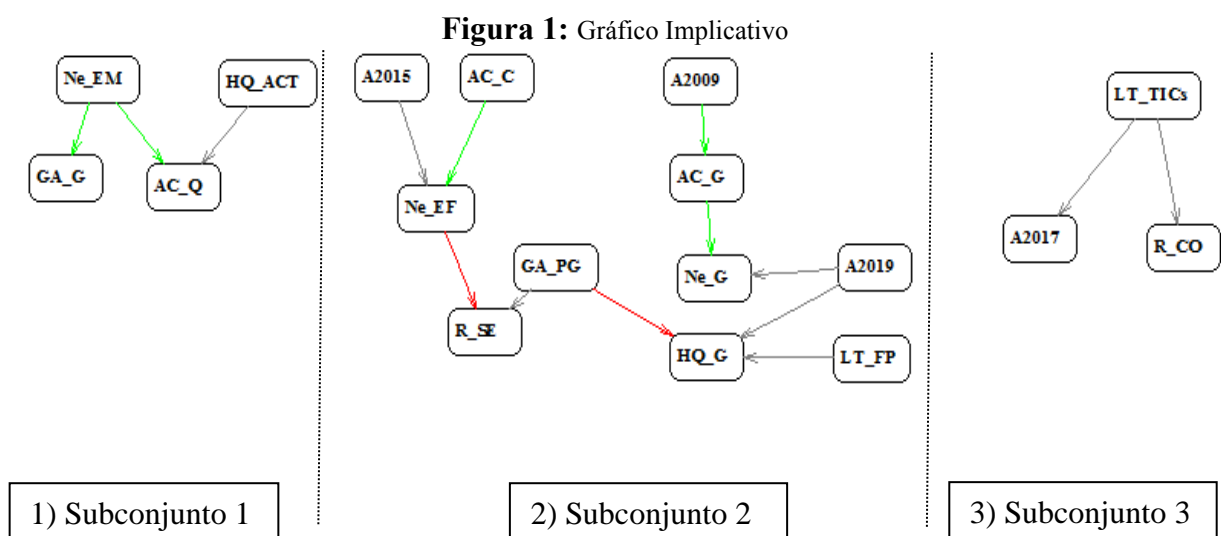 Figura 1: Gráfico Implicativo
Ne_EM
HQ_ACT
GA_G
AC_Q
A2015
AC_C
A2009
AC_G
Ne_EF
GA_PG
Ne_G
A2019
R_SE
HQ_G
LT_FP
LT_TICs
A2017
R_CO
1) Subconjunto 1
2) Subconjunto 2
3) Subconjunto 3